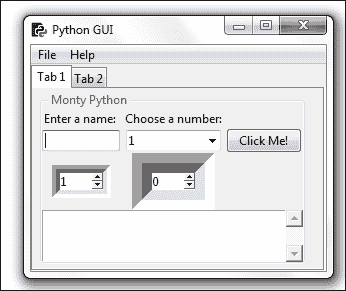 Python GUI
File Help
Tab 1 Tab 2
Monty Python
Enter a name: Choose a number:
1 Click Me!
1 0